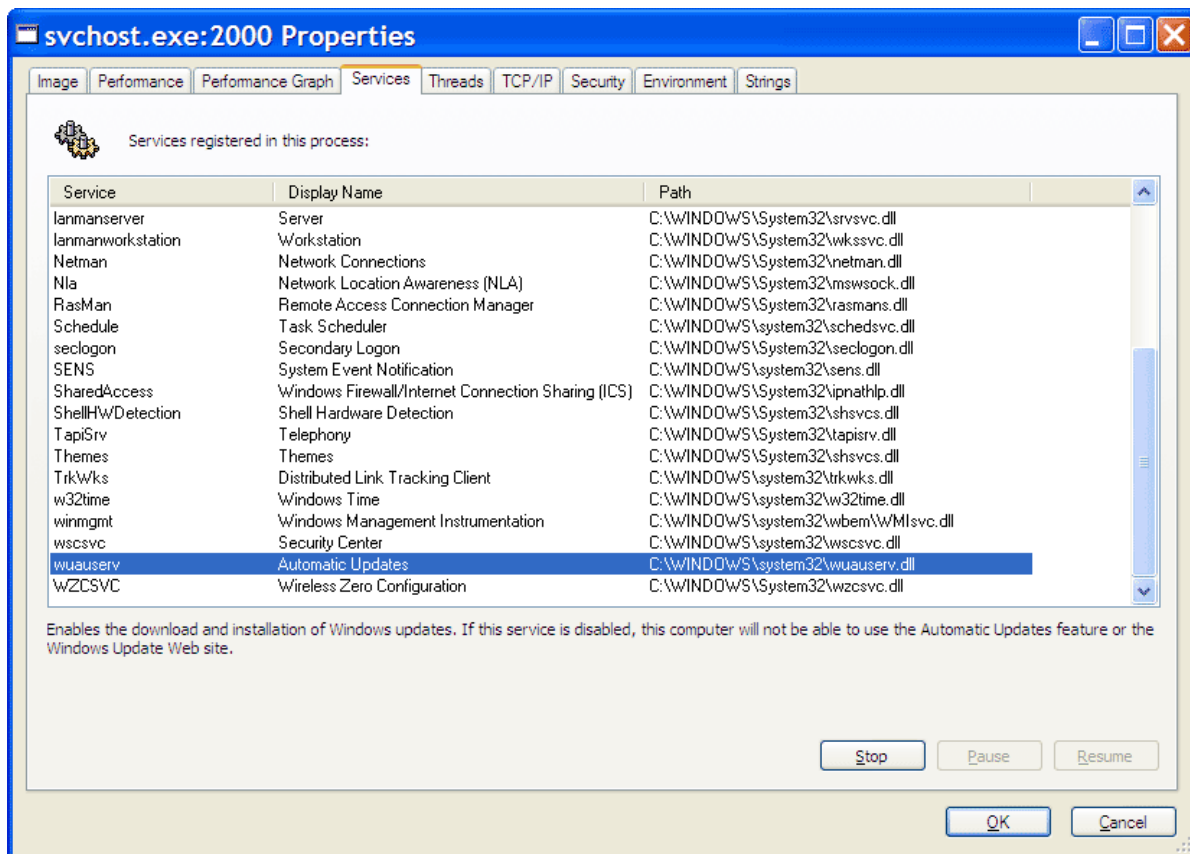 svchost.exe:2000 Properties
Image Performance Performance Graph Services Threads TCP/IP Security Environment Strings
Services registered in this process:
Service Display Name Path
lanmanserver Server C:\WINDOWS\System32\srvsvc.dll
lanmanworkstation Workstation C:\WINDOWS\System32\wkssvc.dll
Netman Network Connections C:\WINDOWS\System32\netman.dll
Nla Network Location Awareness (NLA) C:\WINDOWS\System32\mswsock.dll
RasMan Remote Access Connection Manager C:\WINDOWS\System32\rasmans.dll
Schedule Task Scheduler C:\WINDOWS\system32\schedsvc.dll
seclogon Secondary Logon C:\WINDOWS\System32\seclogon.dll
SENS System Event Notification C:\WINDOWS\system32\sens.dll
SharedAccess Windows Firewall/Internet Connection Sharing (ICS) C:\WINDOWS\System32\ipnathlp.dll
ShellHWDetection Shell Hardware Detection C:\WINDOWS\System32\shsvcs.dll
TapiSrv Telephony C:\WINDOWS\System32\tapisrv.dll
Themes Themes C:\WINDOWS\System32\shsvcs.dll
TrkWks Distributed Link Tracking Client C:\WINDOWS\system32\trkwks.dll
w32time Windows Time C:\WINDOWS\system32\w32time.dll
winmgmt Windows Management Instrumentation C:\WINDOWS\system32\wbem\WMIsvc.dll
wscsvc Security Center C:\WINDOWS\system32\wscsvc.dll
wuauserv Automatic Updates C:\WINDOWS\system32\wuauserv.dll
WZCSVC Wireless Zero Configuration C:\WINDOWS\System32\wzcsvc.dll
Enables the download and installation of Windows updates. If this service is disabled, this computer will not be able to use the Automatic Updates feature or the
Windows Update Web site.
Stop Pause Resume
OK Cancel